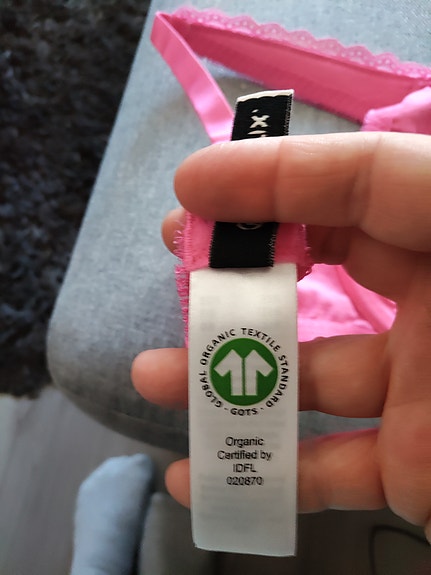 GLOBAL ORGANIC TEXTILE STANDARD
· GOTS ·
Organic
Certified by
IDFL
020870